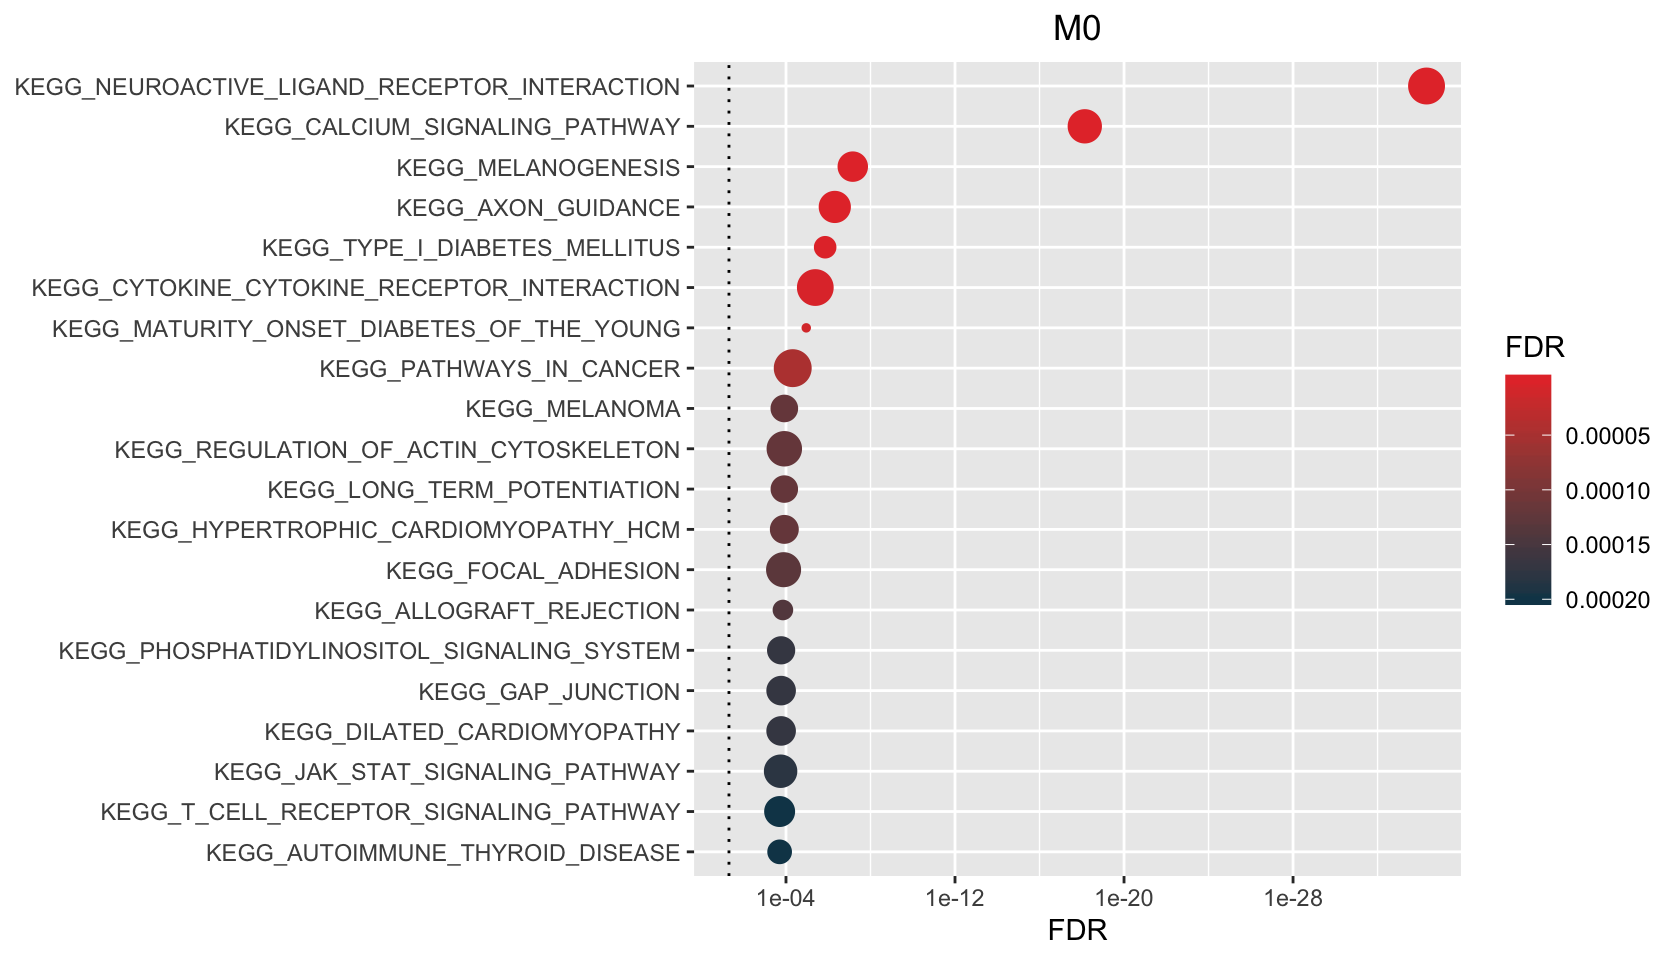 M0
KEGG_NEUROACTIVE_LIGAND_RECEPTOR_INTERACTION
KEGG_CALCIUM_SIGNALING_PATHWAY
KEGG_MELANOGENESIS
KEGG_AXON_GUIDANCE
KEGG_TYPE_I_DIABETES_MELLITUS
KEGG_CYTOKINE_CYTOKINE_RECEPTOR_INTERACTION
KEGG_MATURITY_ONSET_DIABETES_OF_THE_YOUNG
KEGG_PATHWAYS_IN_CANCER
KEGG_MELANOMA
KEGG_REGULATION_OF_ACTIN_CYTOSKELETON
KEGG_LONG_TERM_POTENTIATION
KEGG_HYPERTROPHIC_CARDIOMYOPATHY_HCM
KEGG_FOCAL_ADHESION
KEGG_ALLOGRAFT_REJECTION
KEGG_PHOSPHATIDYLINOSITOL_SIGNALING_SYSTEM
KEGG_GAP_JUNCTION
KEGG_DILATED_CARDIOMYOPATHY
KEGG_JAK_STAT_SIGNALING_PATHWAY
KEGG_T_CELL_RECEPTOR_SIGNALING_PATHWAY
KEGG_AUTOIMMUNE_THYROID_DISEASE
1e-04 1e-12 1e-20 1e-28
FDR
FDR
0.00005
0.00010
0.00015
0.00020